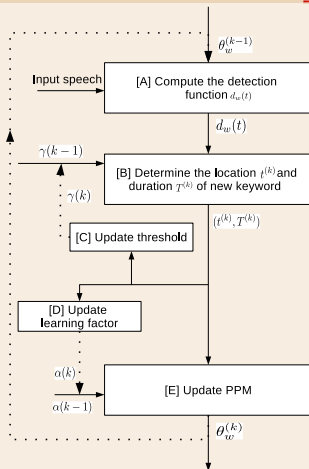 θ_w^{(k−1)}
Input speech
[A] Compute the detection
function d_w(t)
d_w(t)
γ(k−1)
[B] Determine the location t^{(k)} and
duration T^{(k)} of new keyword
γ(k)
(t^{(k)}, T^{(k)})
[C] Update threshold
[D] Update
learning factor
α(k)
[E] Update PPM
α(k−1)
θ_w^{(k)}